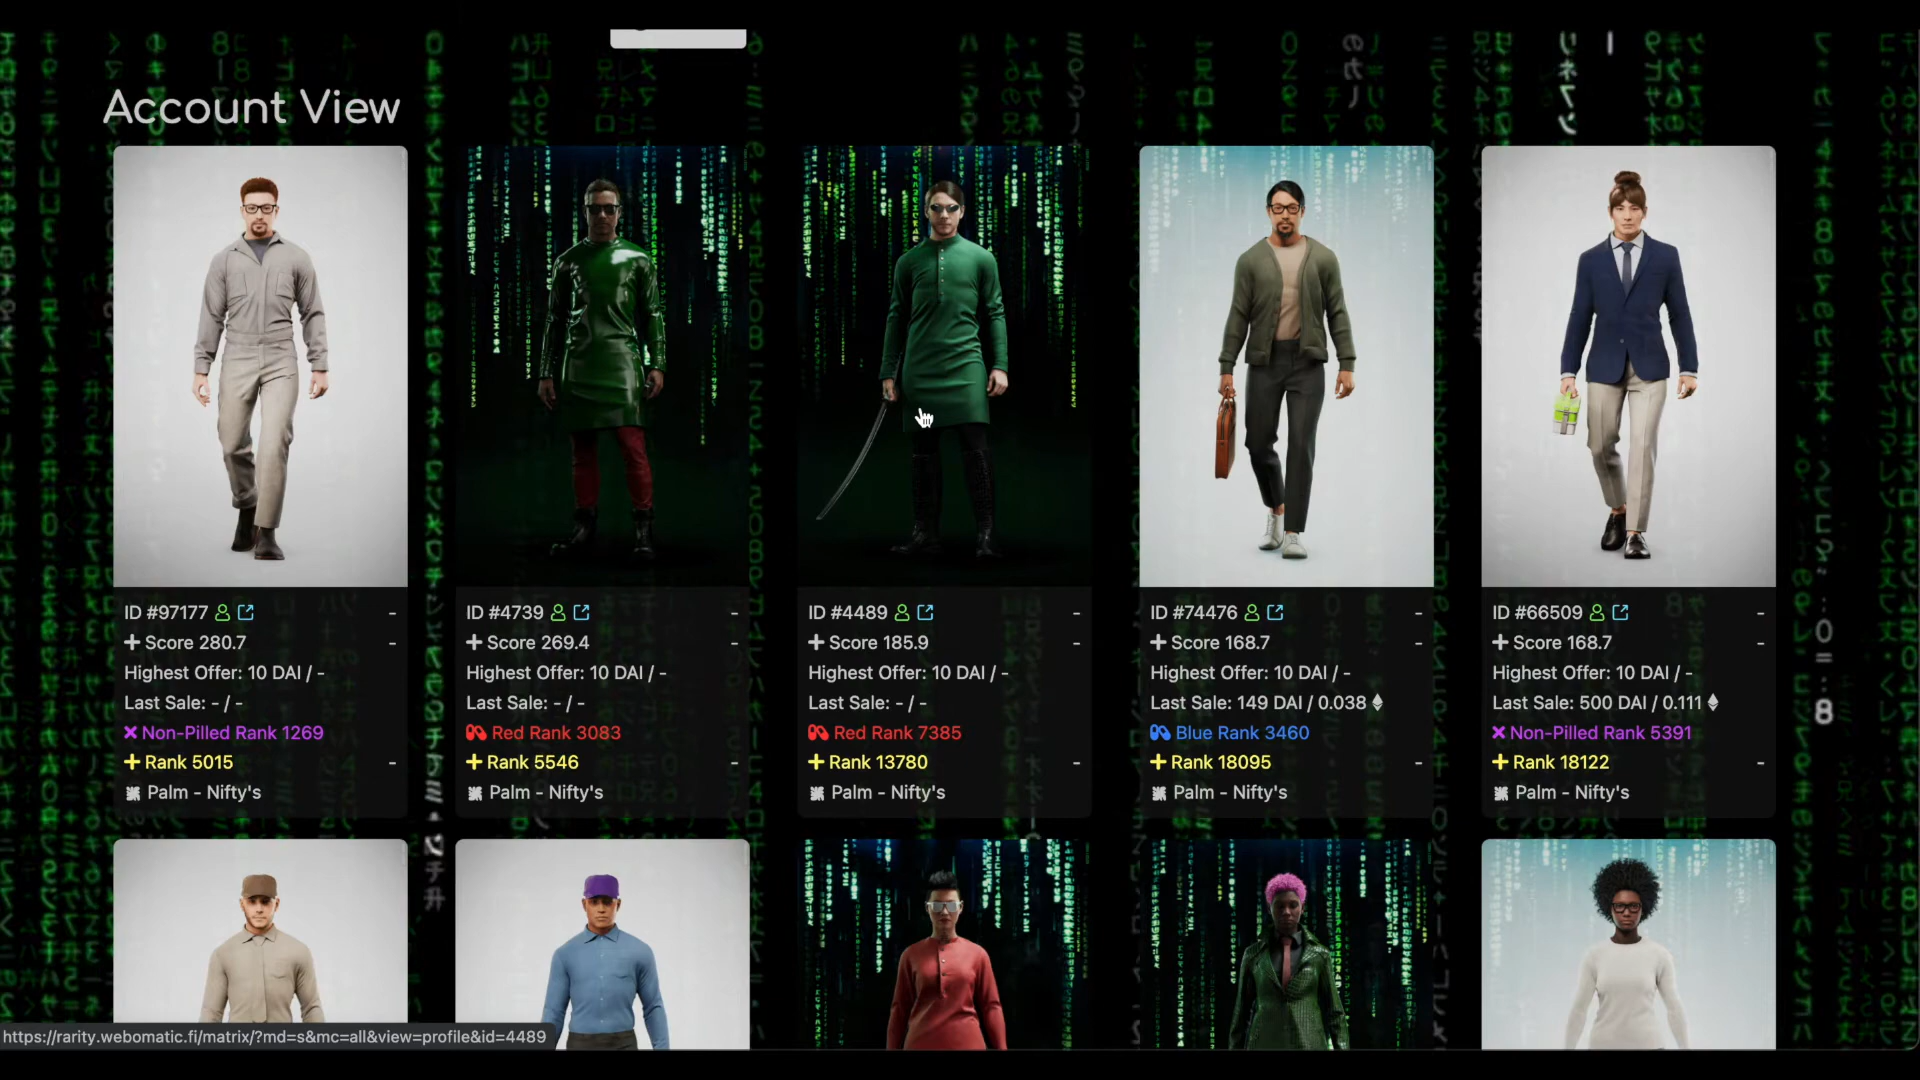 Account View
ID #97177 -
Score 280.7 -
Highest Offer: 10 DAI / -
Last Sale: - / -
Non-Pilled Rank 1269
Rank 5015 -
Palm - Nifty's
ID #4739 -
Score 269.4 -
Highest Offer: 10 DAI / -
Last Sale: - / -
Red Rank 3083
Rank 5546 -
Palm - Nifty's
ID #4489 -
Score 185.9 -
Highest Offer: 10 DAI / -
Last Sale: - / -
Red Rank 7385
Rank 13780 -
Palm - Nifty's
ID #74476 -
Score 168.7 -
Highest Offer: 10 DAI / -
Last Sale: 149 DAI / 0.038
Blue Rank 3460
Rank 18095 -
Palm - Nifty's
ID #66509 -
Score 168.7 -
Highest Offer: 10 DAI / -
Last Sale: 500 DAI / 0.111
Non-Pilled Rank 5391
Rank 18122 -
Palm - Nifty's
https://rarity.webomatic.fi/matrix/?md=s&mc=all&view=profile&id=4489